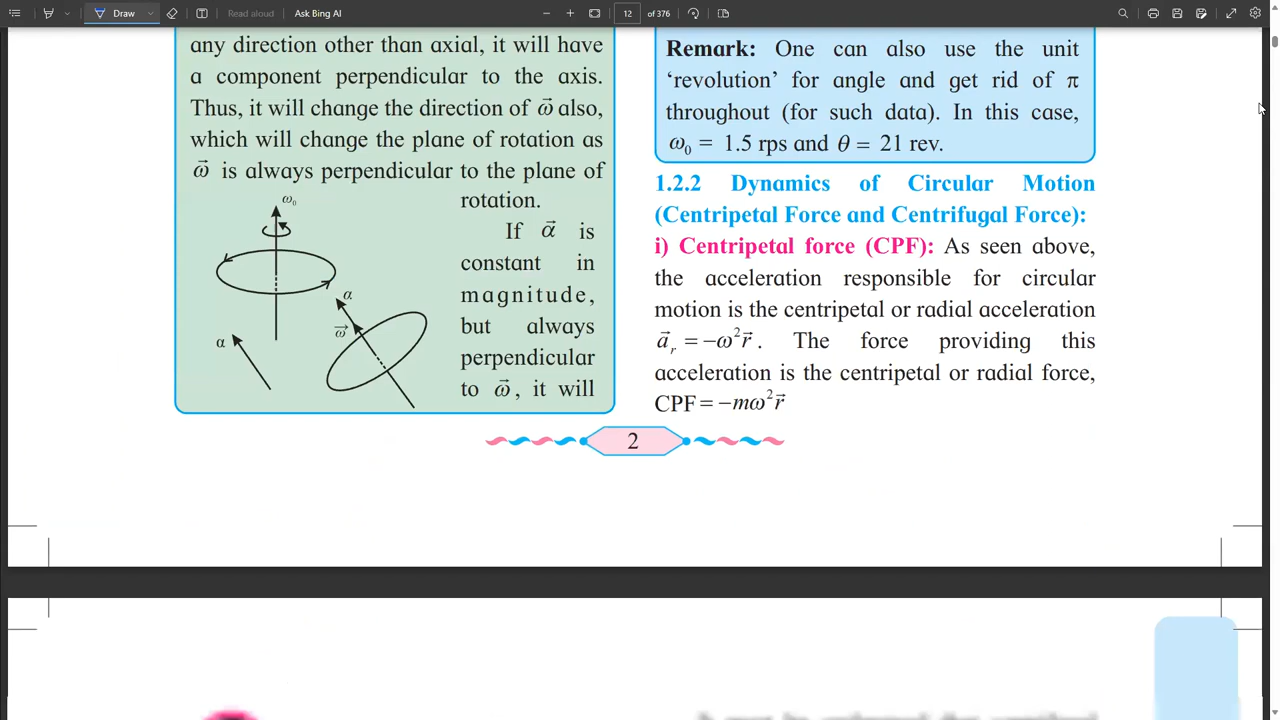 Draw
Read aloud
Ask Bing AI
12 of 376
any direction other than axial, it will have
a component perpendicular to the axis.
Thus, it will change the direction of ω⃗ also,
which will change the plane of rotation as
ω⃗ is always perpendicular to the plane of
rotation.
If α⃗ is
constant in
magnitude,
but always
perpendicular
to ω⃗, it will
ω₀
α
ω⃗
α
Remark: One can also use the unit
‘revolution’ for angle and get rid of π
throughout (for such data). In this case,
ω₀ = 1.5 rps and θ = 21 rev.
1.2.2 Dynamics of Circular Motion
(Centripetal Force and Centrifugal Force):
i) Centripetal force (CPF): As seen above,
the acceleration responsible for circular
motion is the centripetal or radial acceleration
a⃗ᵣ = −ω²r⃗. The force providing this
acceleration is the centripetal or radial force,
CPF = −mω²r⃗
2